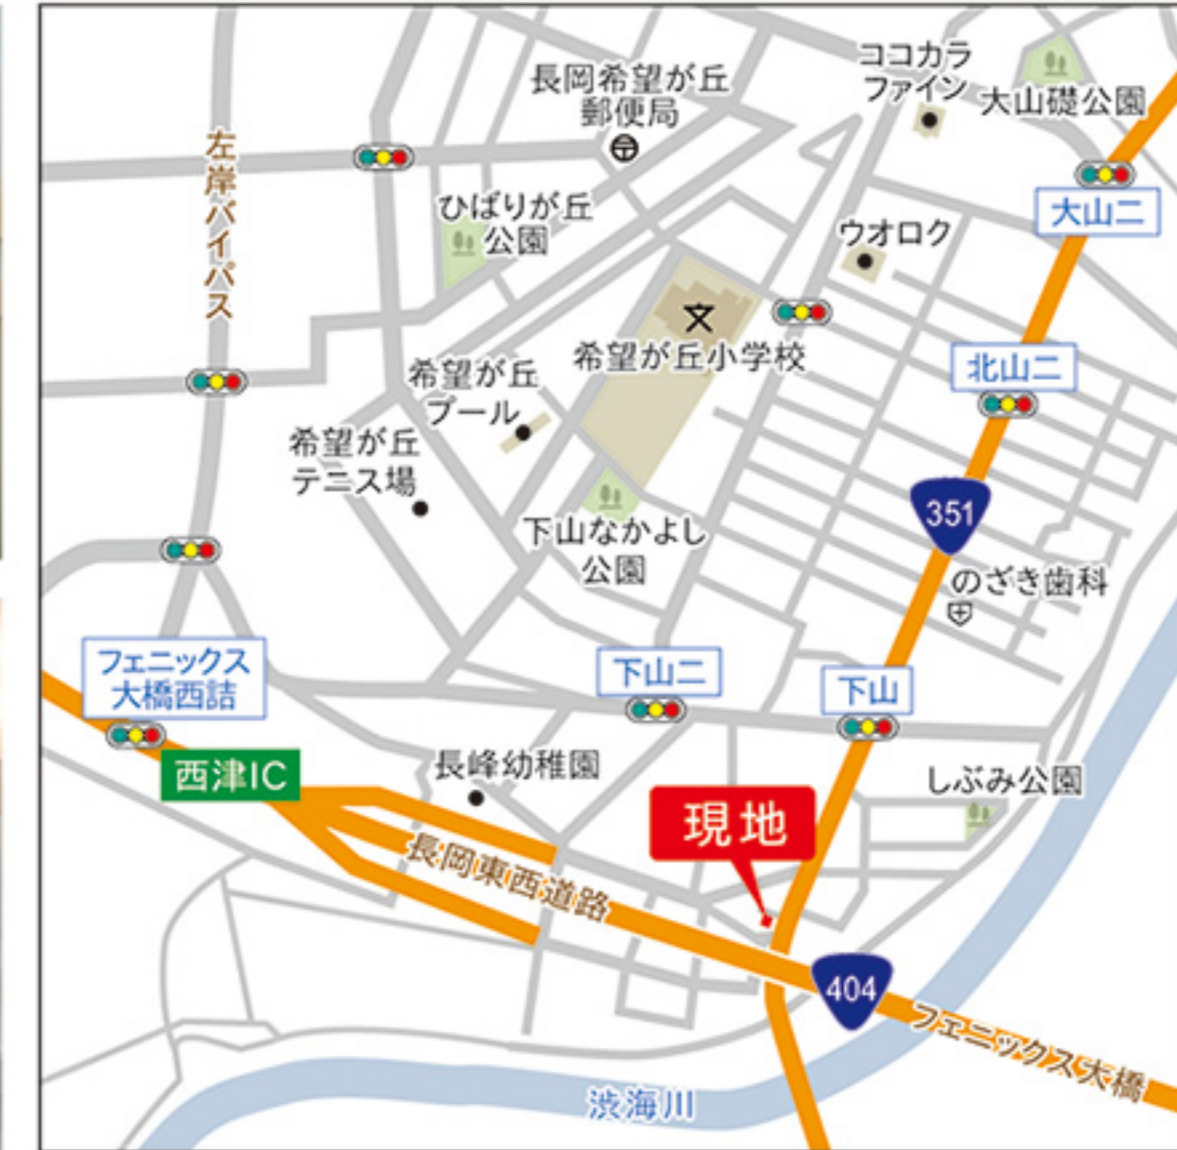 ココカラ
ファイン
大山礎公園
長岡希望が丘
郵便局
左岸バイパス
大山二
ひばりが丘
公園
ウオロク
文
希望が丘小学校
北山二
希望が丘
プール
希望が丘
テニス場
351
下山なかよし
公園
のざき歯科
フェニックス
大橋西詰
下山二
下山
西津IC
長峰幼稚園
しぶみ公園
現地
長岡東西道路
404
フェニックス大橋
渋海川